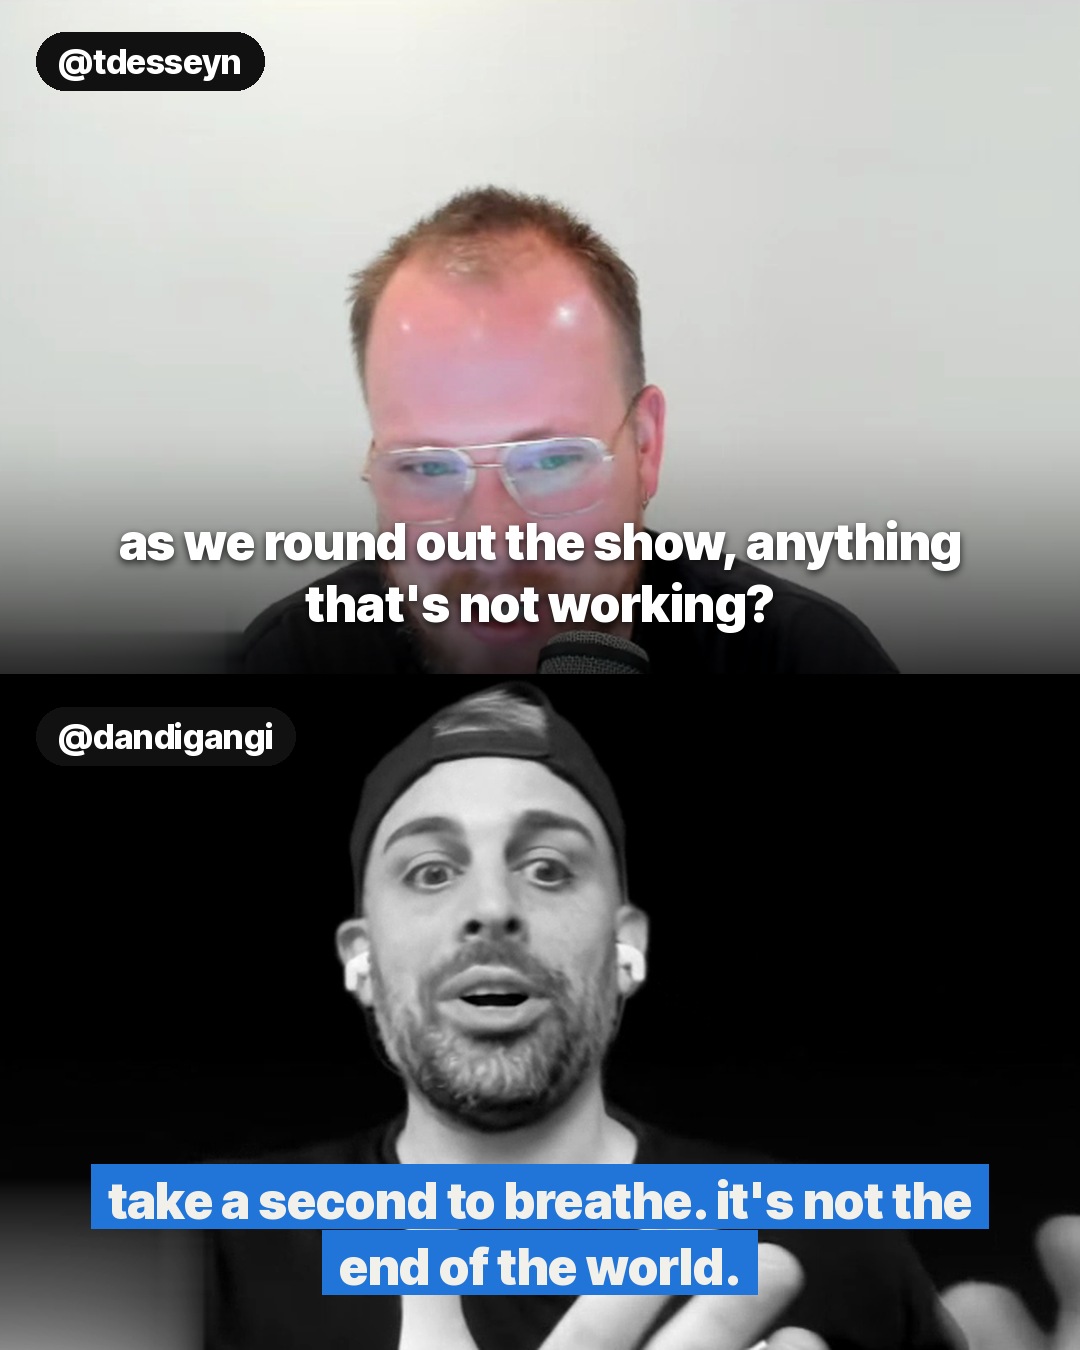 @tdesseyn
as we round out the show, anything
that's not working?
@dandigangi
take a second to breathe. it's not the
end of the world.